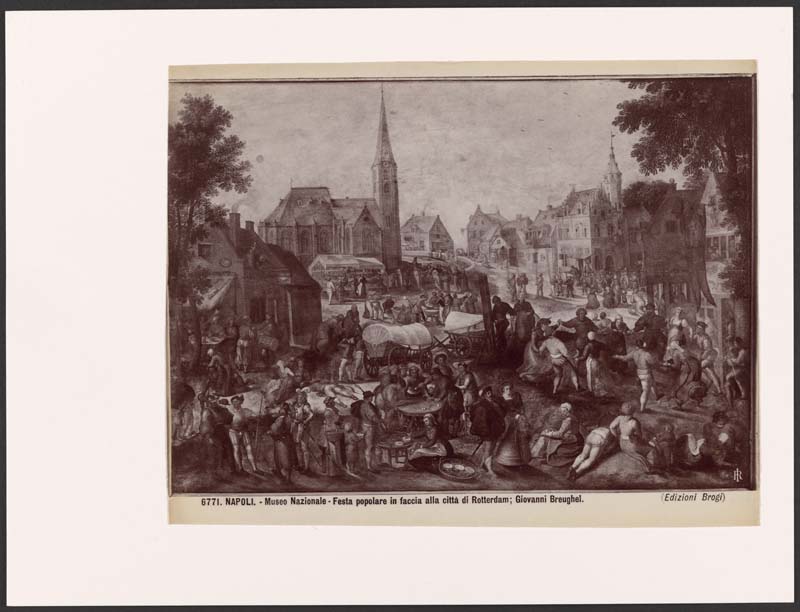 6771. NAPOLI. - Museo Nazionale - Festa popolare in faccia alla città di Rotterdam; Giovanni Breughel. (Edizioni Brogi)